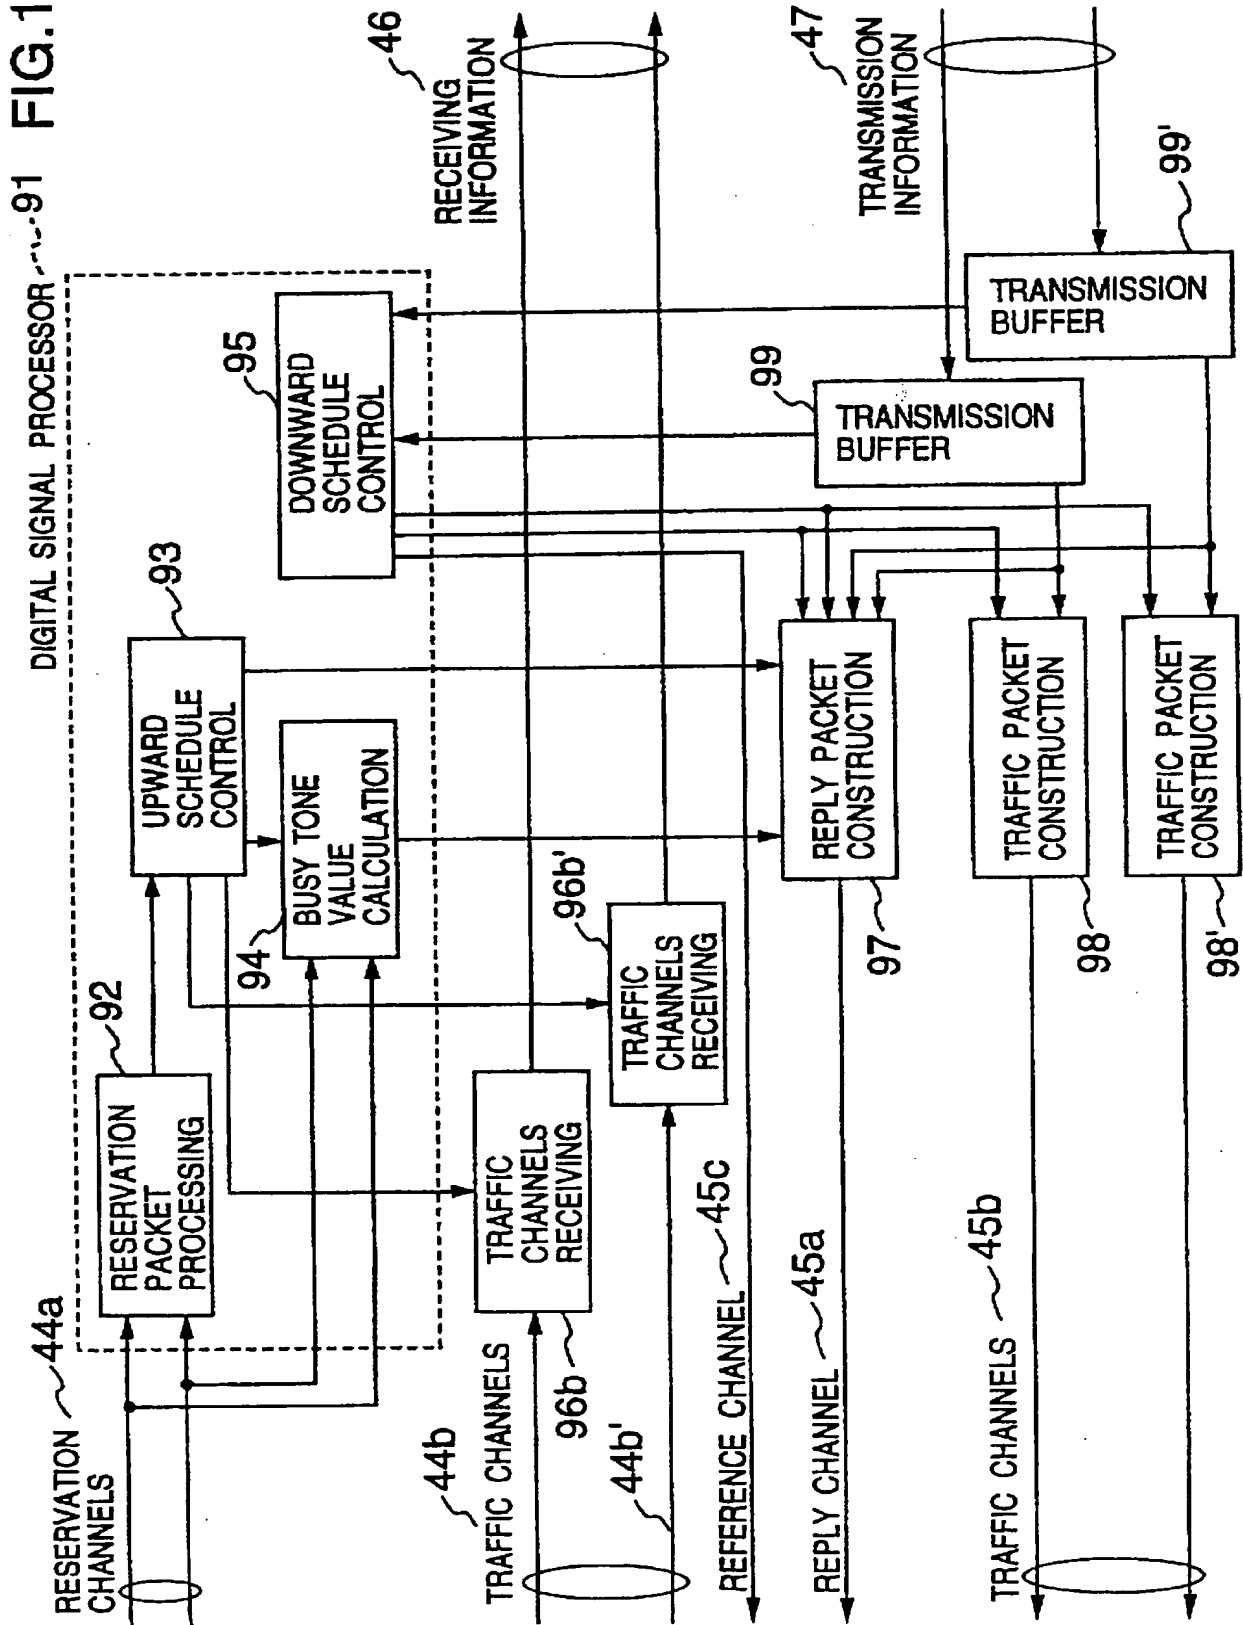 FIG.1
DIGITAL SIGNAL PROCESSOR 91
RESERVATION
CHANNELS
44a
RESERVATION
PACKET
PROCESSING
92
UPWARD
SCHEDULE
CONTROL
93
BUSY TONE
VALUE
CALCULATION
94
DOWNWARD
SCHEDULE
CONTROL
95
44b
TRAFFIC CHANNELS
44b'
TRAFFIC
CHANNELS
RECEIVING
96b
TRAFFIC
CHANNELS
RECEIVING
96b'
RECEIVING
INFORMATION
46
TRANSMISSION
INFORMATION
47
TRANSMISSION
BUFFER
99
TRANSMISSION
BUFFER
99'
REFERENCE CHANNEL 45c
REPLY CHANNEL 45a
REPLY PACKET
CONSTRUCTION
97
TRAFFIC CHANNELS 45b
TRAFFIC PACKET
CONSTRUCTION
98
TRAFFIC PACKET
CONSTRUCTION
98'